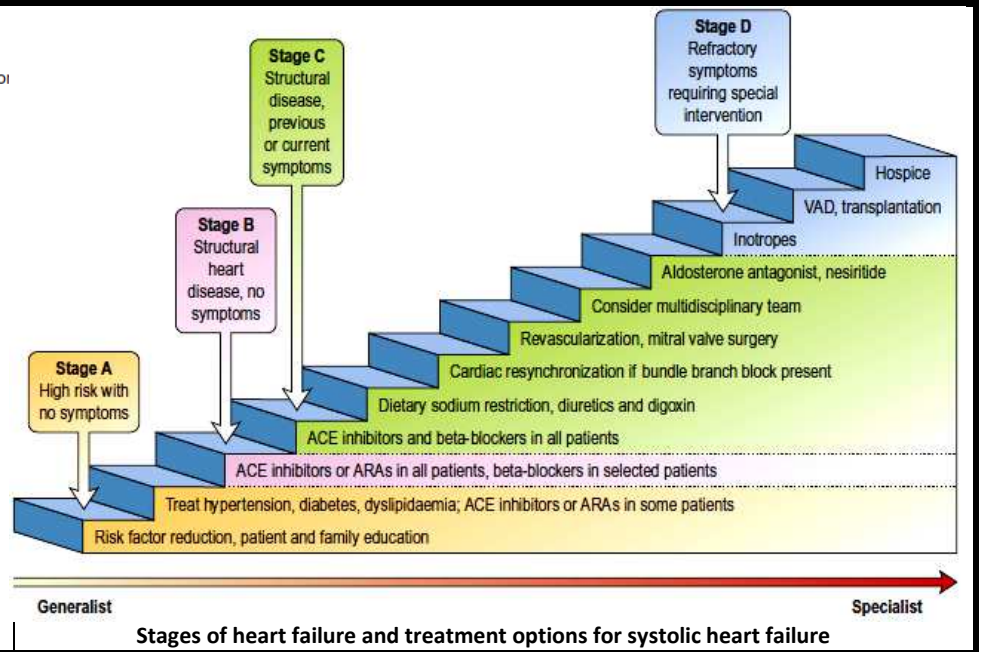 Stage D
Refractory
symptoms
requiring special
intervention
Stage C
Structural
disease,
previous
or current
symptoms
Stage B
Structural
heart
disease, no
symptoms
Stage A
High risk with
no symptoms
Hospice
VAD, transplantation
Inotropes
Aldosterone antagonist, nesiritide
Consider multidisciplinary team
Revascularization, mitral valve surgery
Cardiac resynchronization if bundle branch block present
Dietary sodium restriction, diuretics and digoxin
ACE inhibitors and beta-blockers in all patients
ACE inhibitors or ARAs in all patients, beta-blockers in selected patients
Treat hypertension, diabetes, dyslipidaemia; ACE inhibitors or ARAs in some patients
Risk factor reduction, patient and family education
Generalist
Specialist
Stages of heart failure and treatment options for systolic heart failure